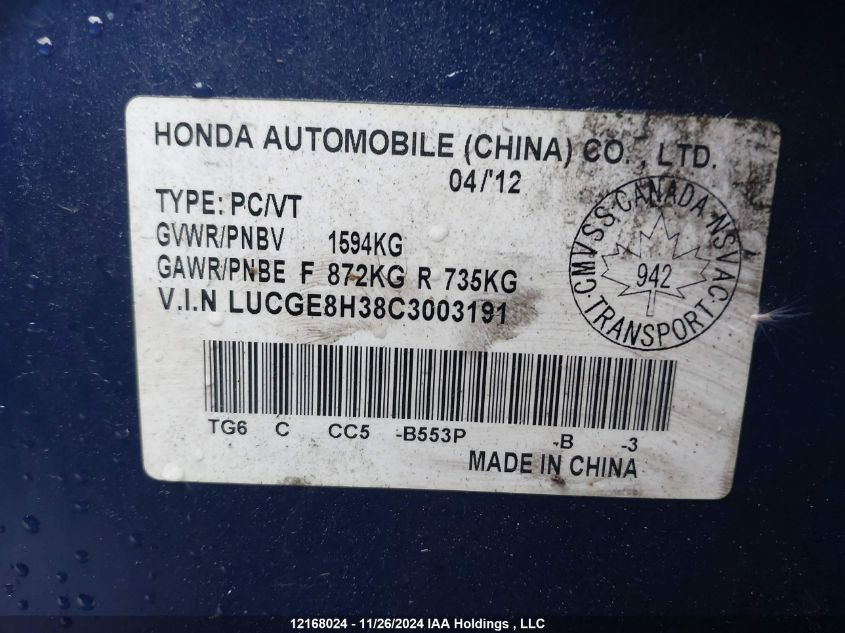 HONDA AUTOMOBILE (CHINA) CO., LTD.
04/'12
TYPE: PC/VT
GVWR/PNBV 1594KG
GAWR/PNBE F 872KG R 735KG
V.I.N LUCGE8H38C3003191
CMVSS·CANADA·NSVAC·TRANSPORT·
942
TG6 C CC5 -B553P -B -3
MADE IN CHINA
12168024 - 11/26/2024 IAA Holdings , LLC